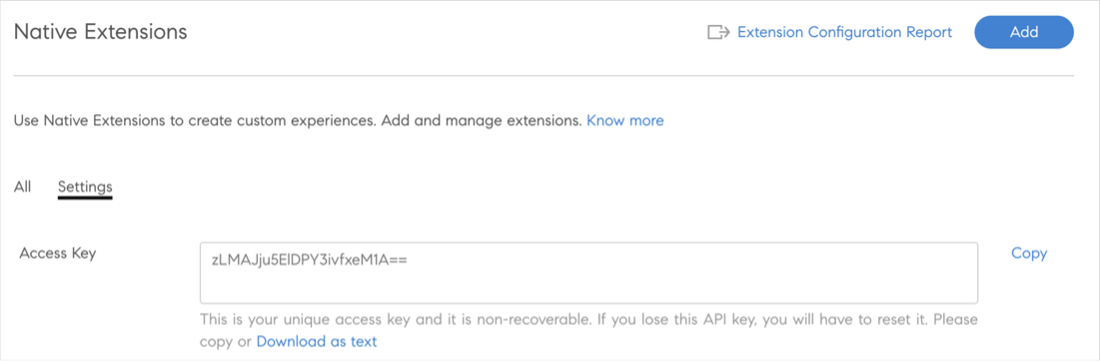 Native Extensions
Extension Configuration Report
Add
Use Native Extensions to create custom experiences. Add and manage extensions. Know more
All Settings
Access Key
zLMAJju5ElDPY3ivfxeM1A==
Copy
This is your unique access key and it is non-recoverable. If you lose this API key, you will have to reset it. Please
copy or Download as text